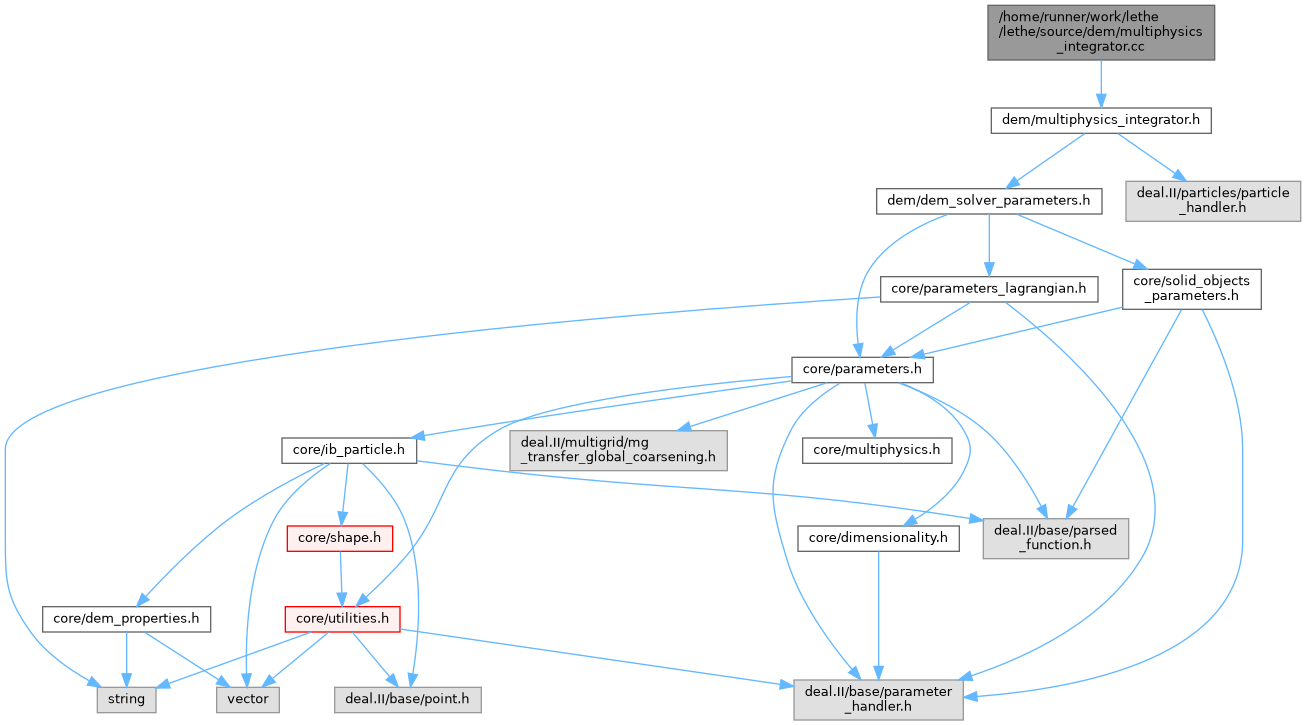 /home/runner/work/lethe
/lethe/source/dem/multiphysics
_integrator.cc
dem/multiphysics_integrator.h
dem/dem_solver_parameters.h
deal.II/particles/particle
_handler.h
core/parameters_lagrangian.h
core/solid_objects
_parameters.h
core/parameters.h
core/ib_particle.h
deal.II/multigrid/mg
_transfer_global_coarsening.h
core/multiphysics.h
core/shape.h
core/dimensionality.h
deal.II/base/parsed
_function.h
core/dem_properties.h
core/utilities.h
string
vector
deal.II/base/point.h
deal.II/base/parameter
_handler.h